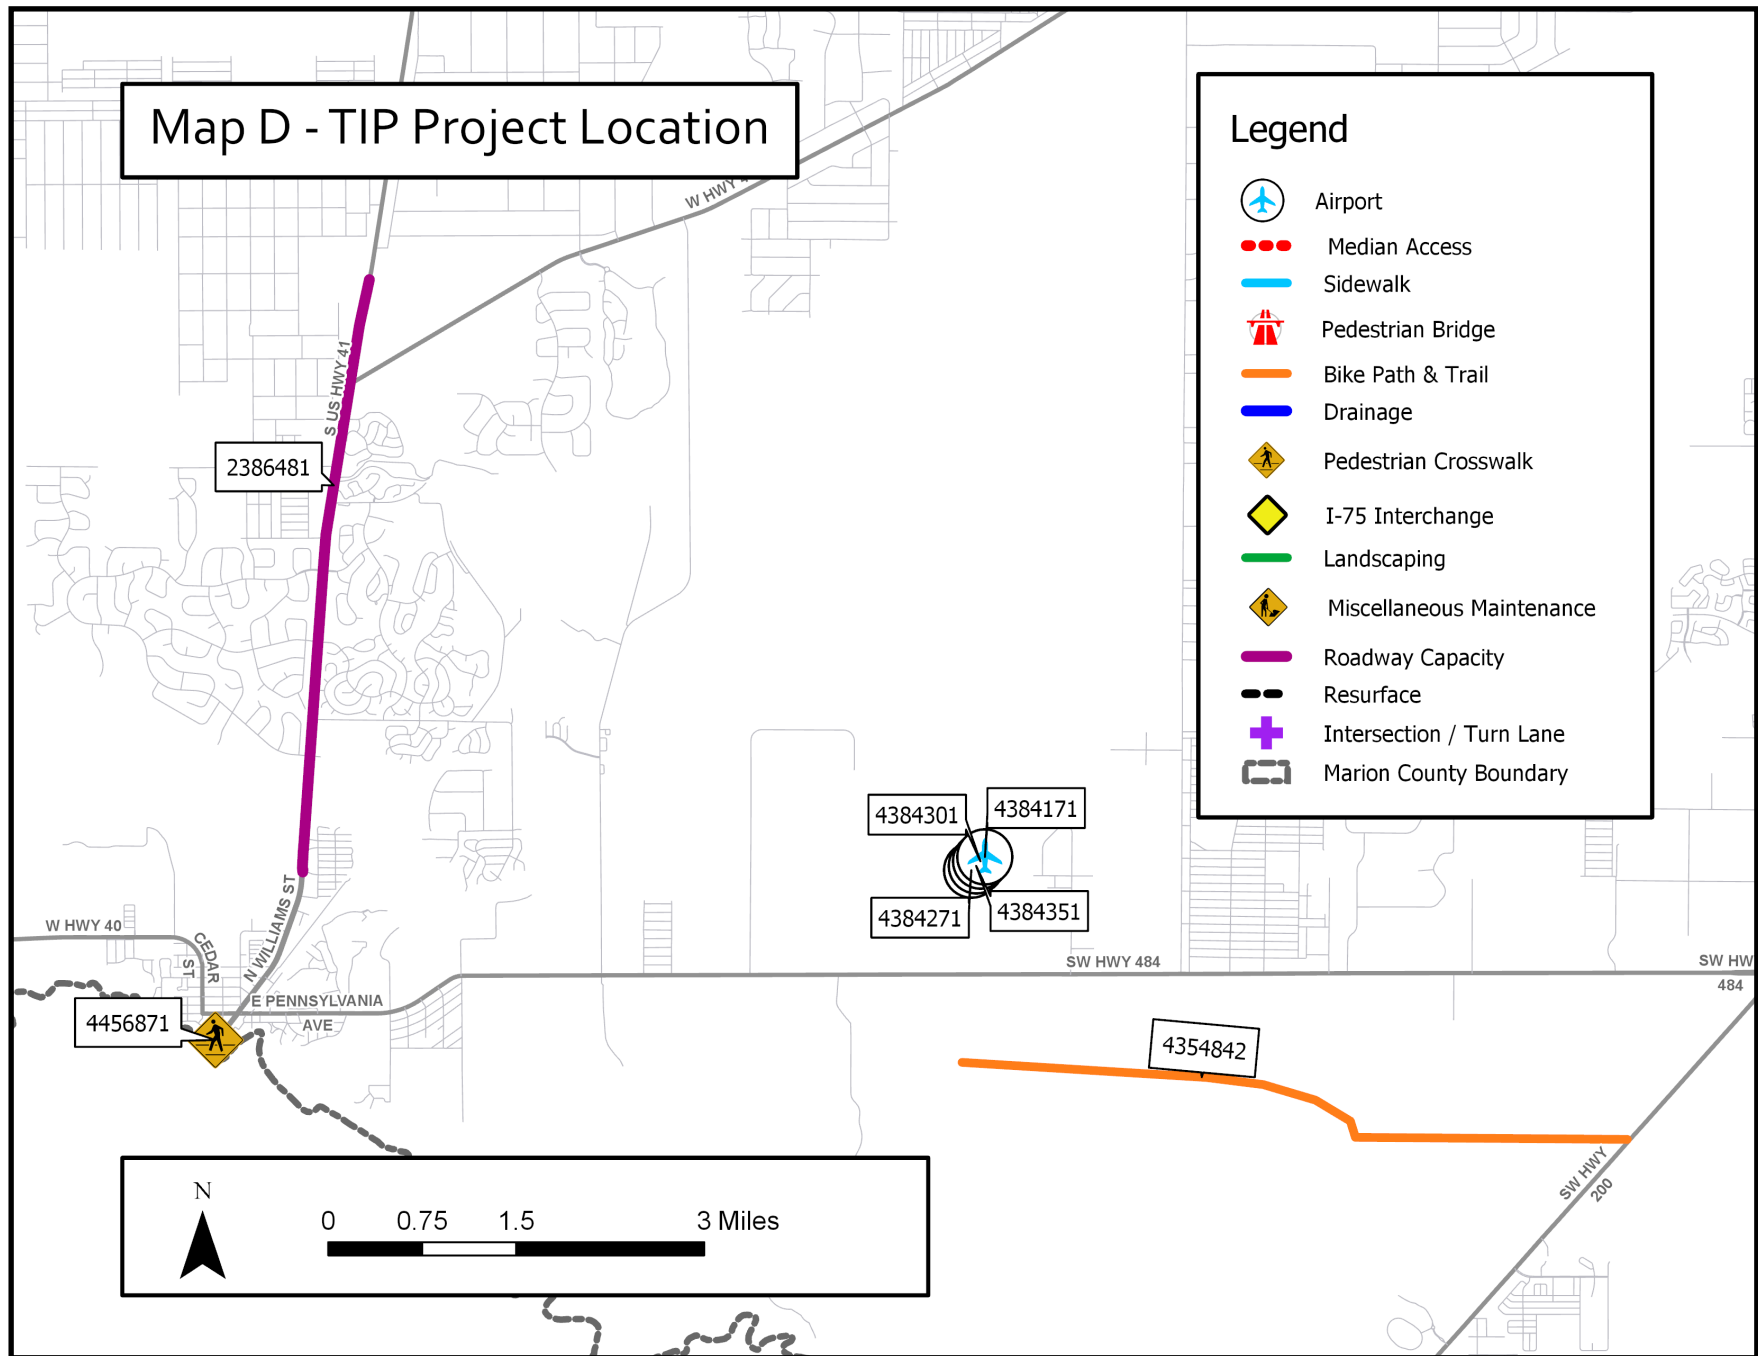 Map D - TIP Project Location
W HWY 4
S US HWY 41
2386481
Legend
Airport
Median Access
Sidewalk
Pedestrian Bridge
Bike Path & Trail
Drainage
Pedestrian Crosswalk
I-75 Interchange
Landscaping
Miscellaneous Maintenance
Roadway Capacity
Resurface
Intersection / Turn Lane
Marion County Boundary
4384301
4384171
4384271
4384351
W HWY 40
CEDAR
ST
N WILLIAMS ST
E PENNSYLVANIA
AVE
4456871
SW HWY 484
SW HW
484
4354842
SW HWY
200
N
0 0.75 1.5 3 Miles